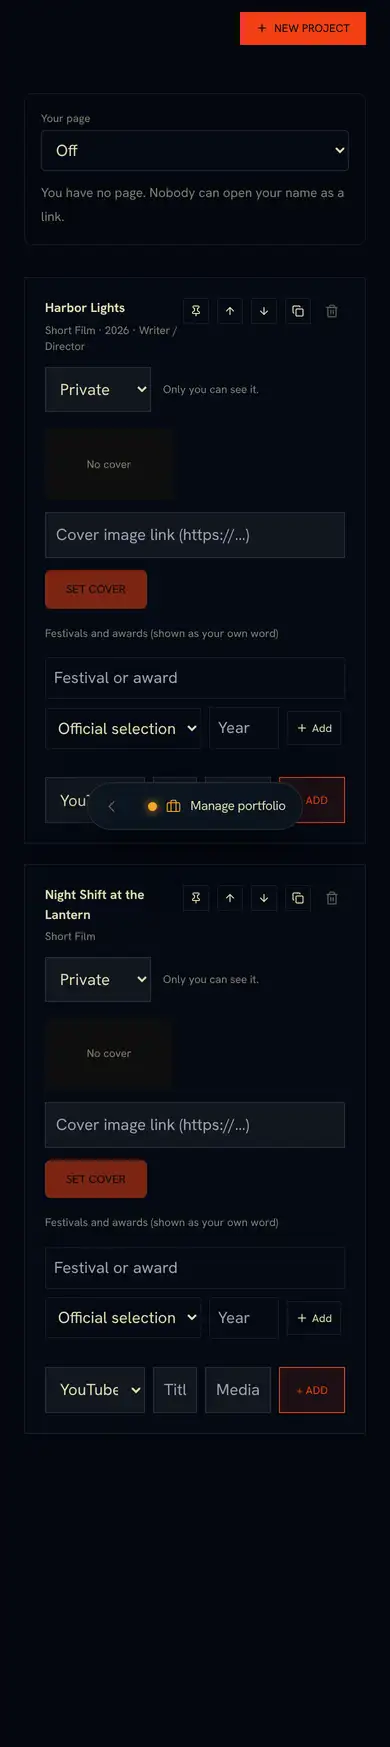 + NEW PROJECT
Your page
Off
You have no page. Nobody can open your name as a
link.
Harbor Lights
Short Film · 2026 · Writer /
Director
Private
Only you can see it.
No cover
Cover image link (https://...)
SET COVER
Festivals and awards (shown as your own word)
Festival or award
Official selection
Year
+ Add
YouT
ADD
Manage portfolio
Night Shift at the
Lantern
Short Film
Private
Only you can see it.
No cover
Cover image link (https://...)
SET COVER
Festivals and awards (shown as your own word)
Festival or award
Official selection
Year
+ Add
YouTube
Titl
Media
+ ADD